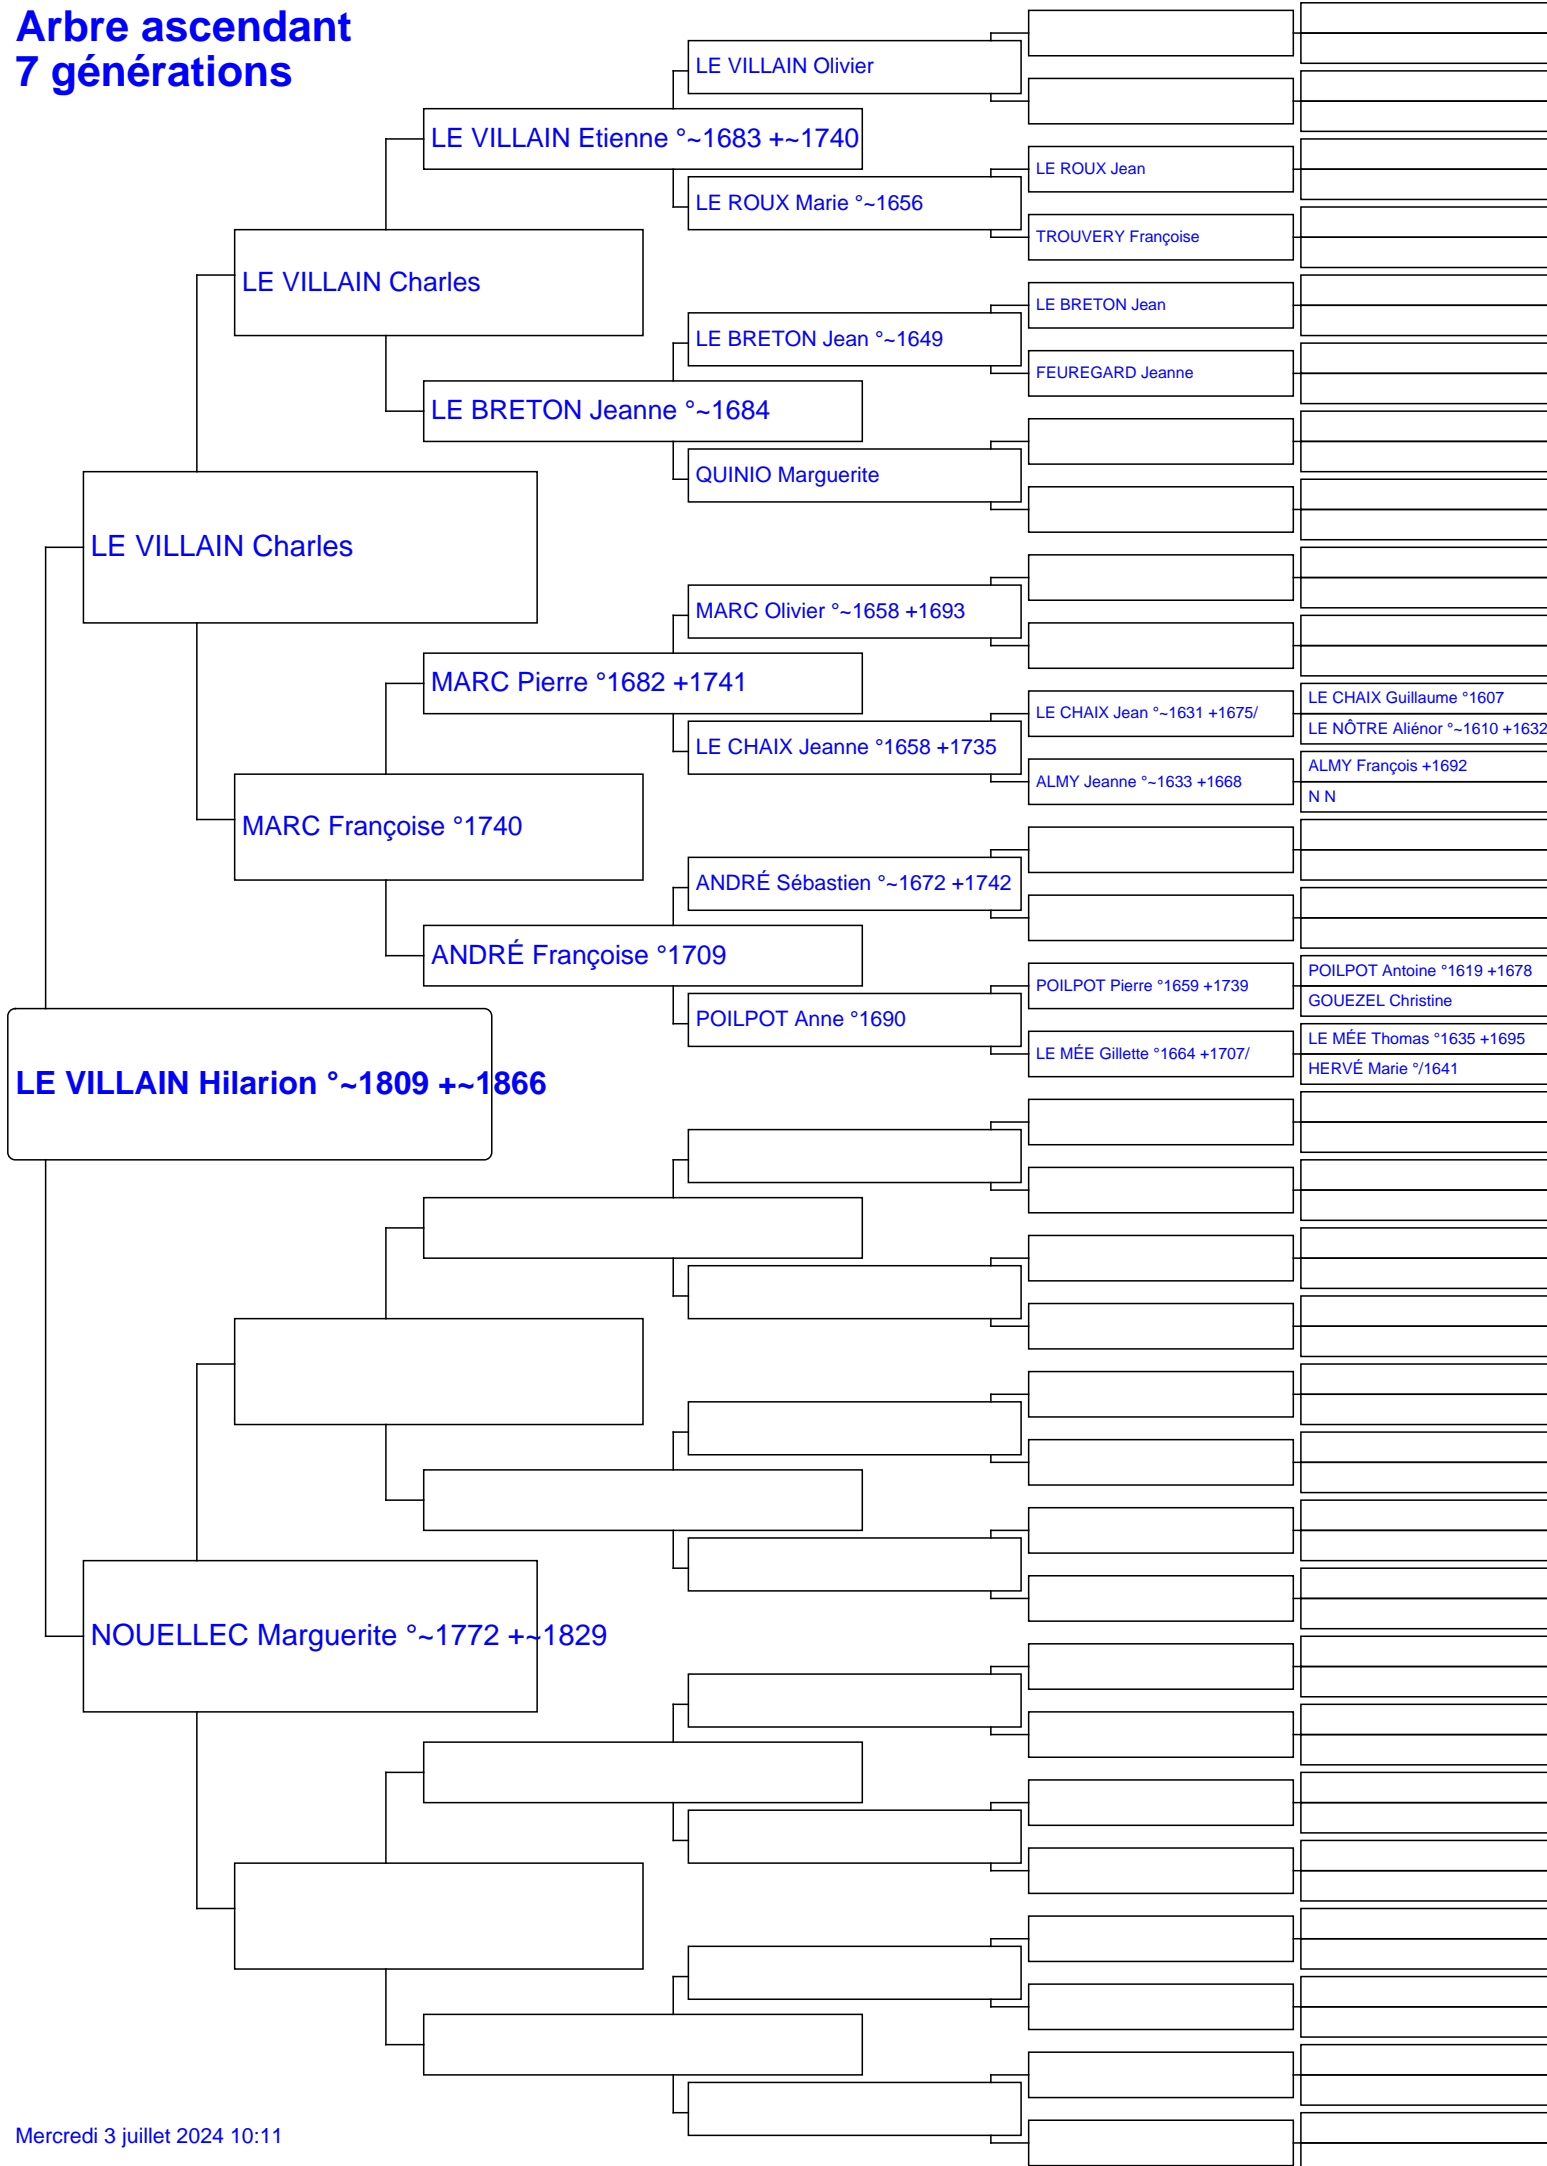 Arbre ascendant
7 générations
LE VILLAIN Olivier
LE VILLAIN Etienne °~1683 +~1740
LE ROUX Jean
LE ROUX Marie °~1656
TROUVERY Françoise
LE VILLAIN Charles
LE BRETON Jean
LE BRETON Jean °~1649
FEUREGARD Jeanne
LE BRETON Jeanne °~1684
QUINIO Marguerite
LE VILLAIN Charles
MARC Olivier °~1658 +1693
MARC Pierre °1682 +1741
LE CHAIX Guillaume °1607
LE CHAIX Jean °~1631 +1675/
LE NÔTRE Aliénor °~1610 +1632
LE CHAIX Jeanne °1658 +1735
ALMY François +1692
ALMY Jeanne °~1633 +1668
N N
MARC Françoise °1740
ANDRÉ Sébastien °~1672 +1742
ANDRÉ Françoise °1709
POILPOT Antoine °1619 +1678
POILPOT Pierre °1659 +1739
GOUEZEL Christine
POILPOT Anne °1690
LE MÉE Thomas °1635 +1695
LE MÉE Gillette °1664 +1707/
HERVÉ Marie °/1641
LE VILLAIN Hilarion °~1809 +~1866
NOUELLEC Marguerite °~1772 +~1829
Mercredi 3 juillet 2024 10:11